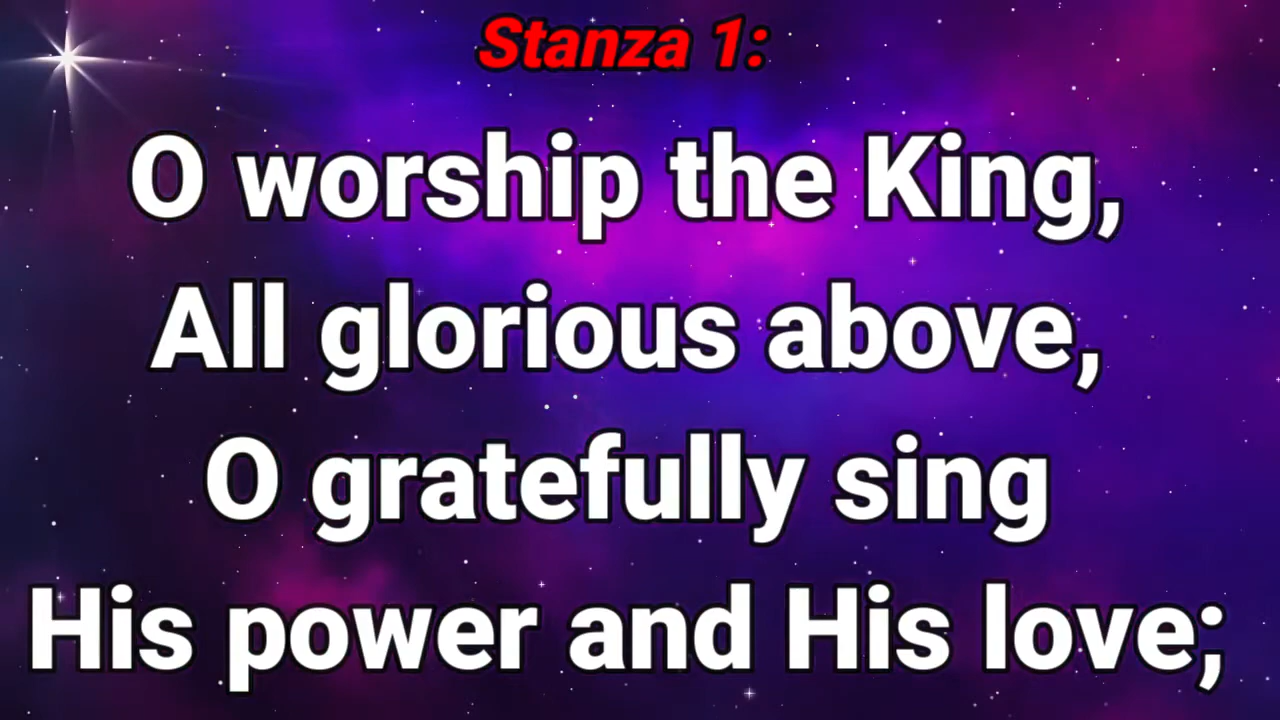 Stanza 1:
O worship the King,
All glorious above,
O gratefully sing
His power and His love;